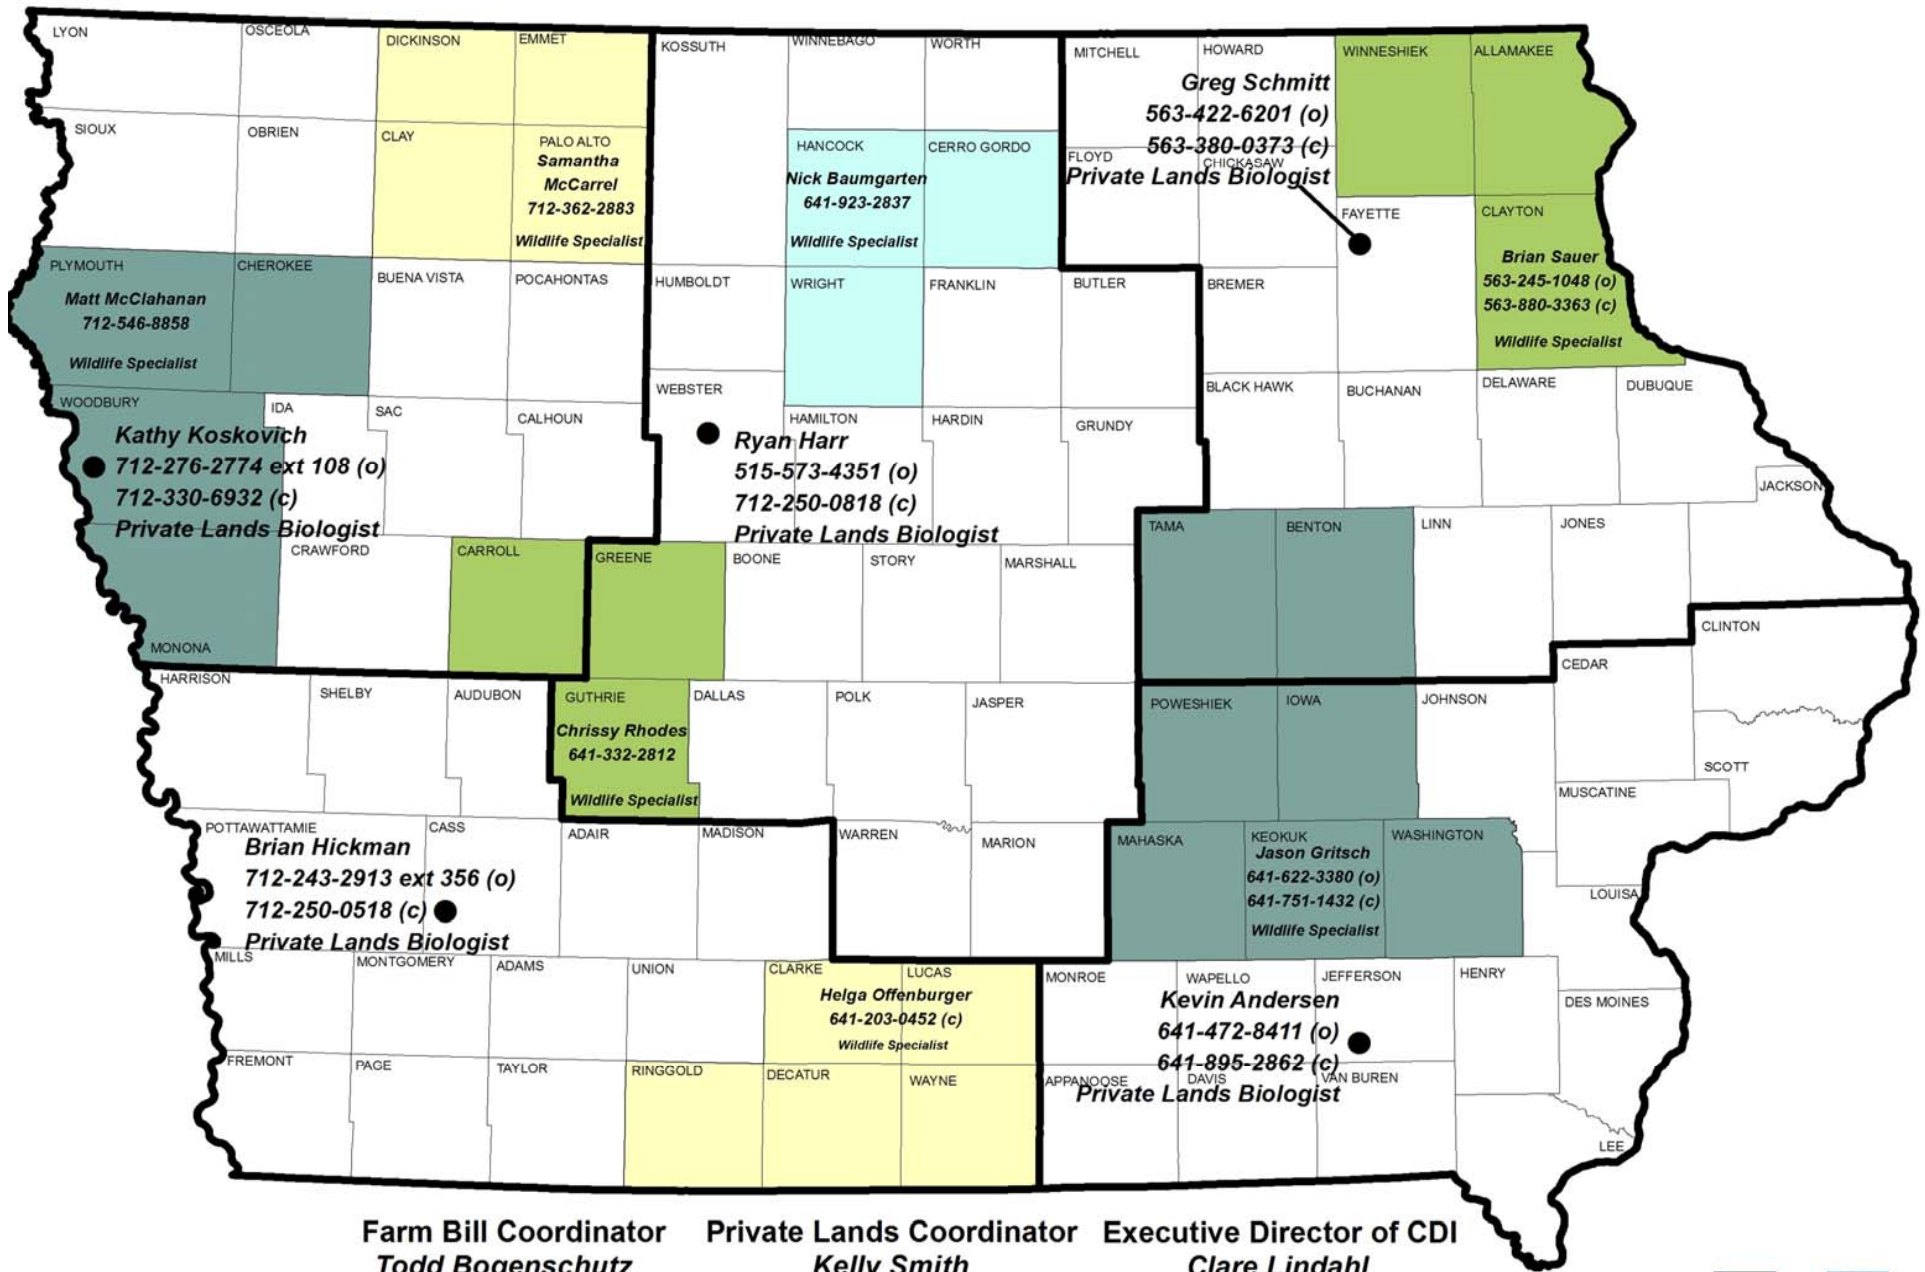 LYON
OSCEOLA
DICKINSON
EMMET
KOSSUTH
WINNEBAGO
WORTH
MITCHELL
HOWARD
WINNESHIEK
ALLAMAKEE
Greg Schmitt
563-422-6201 (o)
563-380-0373 (c)
Private Lands Biologist
SIOUX
OBRIEN
CLAY
PALO ALTO
Samantha
McCarrel
712-362-2883
Wildlife Specialist
HANCOCK
CERRO GORDO
Nick Baumgarten
641-923-2837
Wildlife Specialist
FLOYD
CHICKASAW
FAYETTE
CLAYTON
Brian Sauer
563-245-1048 (o)
563-880-3363 (c)
Wildlife Specialist
PLYMOUTH
CHEROKEE
Matt McClahanan
712-546-8858
Wildlife Specialist
BUENA VISTA
POCAHONTAS
HUMBOLDT
WRIGHT
FRANKLIN
BUTLER
BREMER
WOODBURY
IDA
SAC
CALHOUN
WEBSTER
HAMILTON
HARDIN
GRUNDY
BLACK HAWK
BUCHANAN
DELAWARE
DUBUQUE
Kathy Koskovich
712-276-2774 ext 108 (o)
712-330-6932 (c)
Private Lands Biologist
Ryan Harr
515-573-4351 (o)
712-250-0818 (c)
Private Lands Biologist
JACKSON
MONONA
CRAWFORD
CARROLL
GREENE
BOONE
STORY
MARSHALL
TAMA
BENTON
LINN
JONES
CLINTON
CEDAR
HARRISON
SHELBY
AUDUBON
GUTHRIE
Chrissy Rhodes
641-332-2812
Wildlife Specialist
DALLAS
POLK
JASPER
POWESHIEK
IOWA
JOHNSON
SCOTT
MUSCATINE
POTTAWATTAMIE
CASS
Brian Hickman
712-243-2913 ext 356 (o)
712-250-0518 (c)
Private Lands Biologist
ADAIR
MADISON
WARREN
MARION
MAHASKA
KEOKUK
WASHINGTON
Jason Gritsch
641-622-3380 (o)
641-751-1432 (c)
Wildlife Specialist
LOUISA
MILLS
MONTGOMERY
ADAMS
UNION
CLARKE
LUCAS
Helga Offenburger
641-203-0452 (c)
Wildlife Specialist
MONROE
WAPELLO
JEFFERSON
HENRY
DES MOINES
Kevin Andersen
641-472-8411 (o)
641-895-2862 (c)
Private Lands Biologist
FREMONT
PAGE
TAYLOR
RINGGOLD
DECATUR
WAYNE
APPANOOSE
DAVIS
VAN BUREN
LEE
Farm Bill Coordinator
Todd Bogenschutz
Private Lands Coordinator
Kelly Smith
Executive Director of CDI
Clare Lindahl